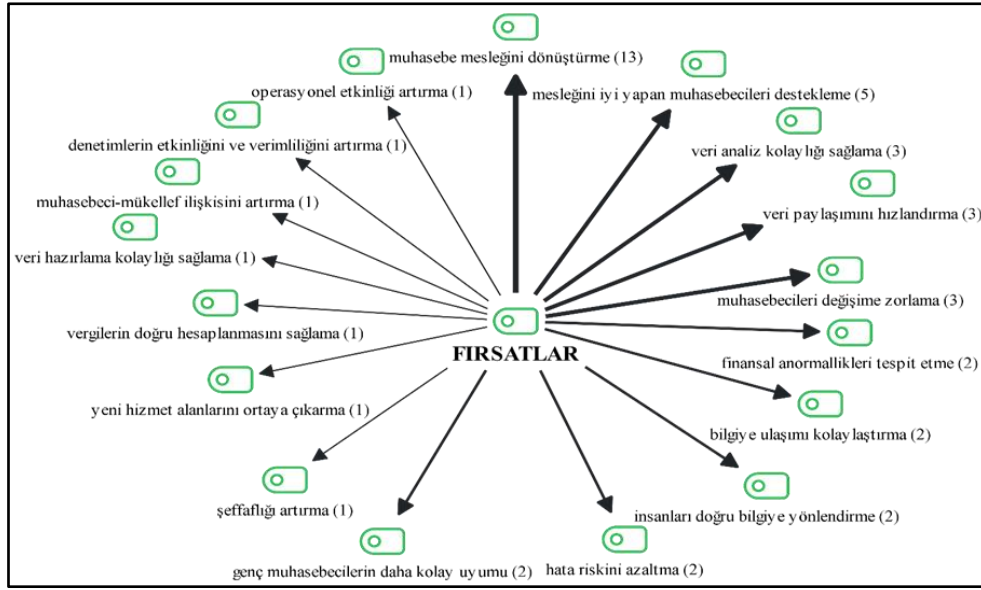 muhasebe mesleğini dönüştürme (13)
operasyonel etkinliği artırma (1)
mesleğini iyi yapan muhasebecileri destekleme (5)
denetimlerin etkinliğini ve verimliliğini artırma (1)
veri analiz kolaylığı sağlama (3)
muhasebeci-mükellef ilişkisini artırma (1)
veri paylaşımını hızlandırma (3)
veri hazırlama kolaylığı sağlama (1)
muhasebecileri değişime zorlama (3)
vergilerin doğru hesaplanmasını sağlama (1)
FIRSATLAR
finansal anormallikleri tespit etme (2)
yeni hizmet alanlarını ortaya çıkarma (1)
bilgiye ulaşımı kolaylaştırma (2)
şeffaflığı artırma (1)
insanları doğru bilgiye yönlendirme (2)
genç muhasebecilerin daha kolay uyumu (2)
hata riskini azaltma (2)